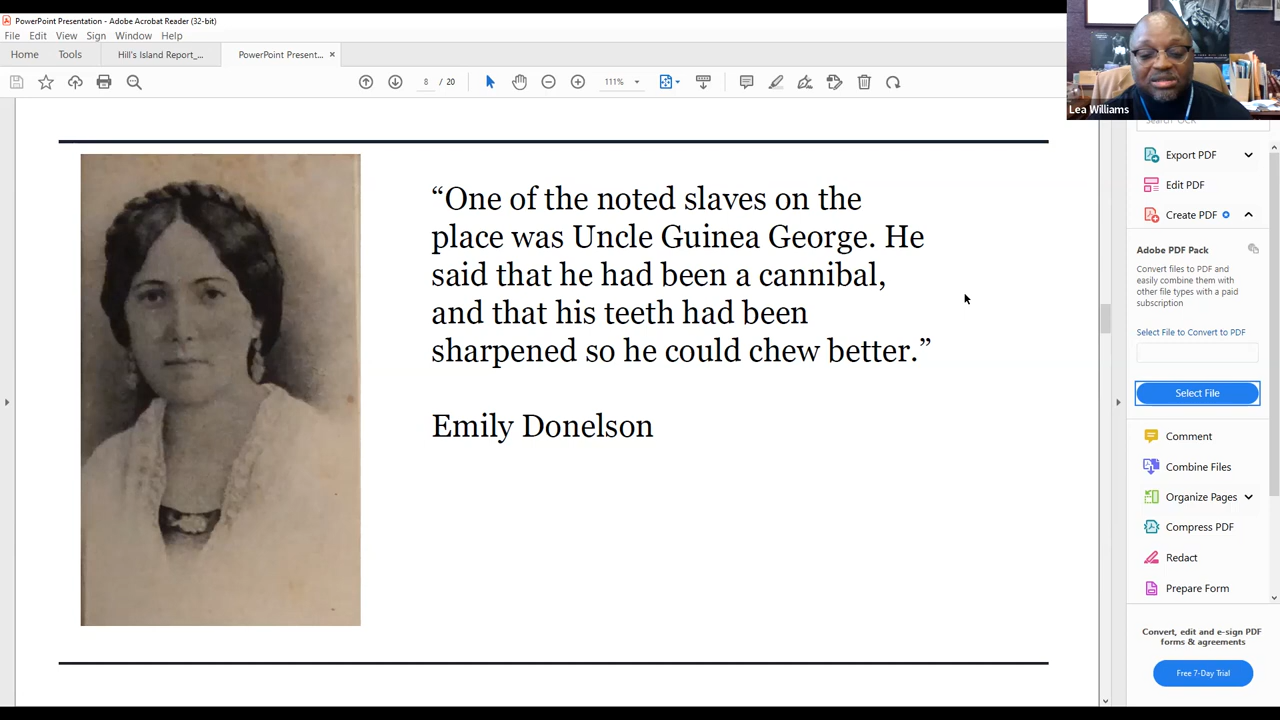 PowerPoint Presentation - Adobe Acrobat Reader (32-bit)
File Edit View Sign Window Help
Home Tools Hill's Island Report_... PowerPoint Present... ×
8 / 20 111%
Lea Williams
“One of the noted slaves on the
place was Uncle Guinea George. He
said that he had been a cannibal,
and that his teeth had been
sharpened so he could chew better.”
Emily Donelson
Export PDF
Edit PDF
Create PDF
Adobe PDF Pack
Convert files to PDF and
easily combine them with
other file types with a paid
subscription
Select File to Convert to PDF
Select File
Comment
Combine Files
Organize Pages
Compress PDF
Redact
Prepare Form
Convert, edit and e-sign PDF
forms & agreements
Free 7-Day Trial